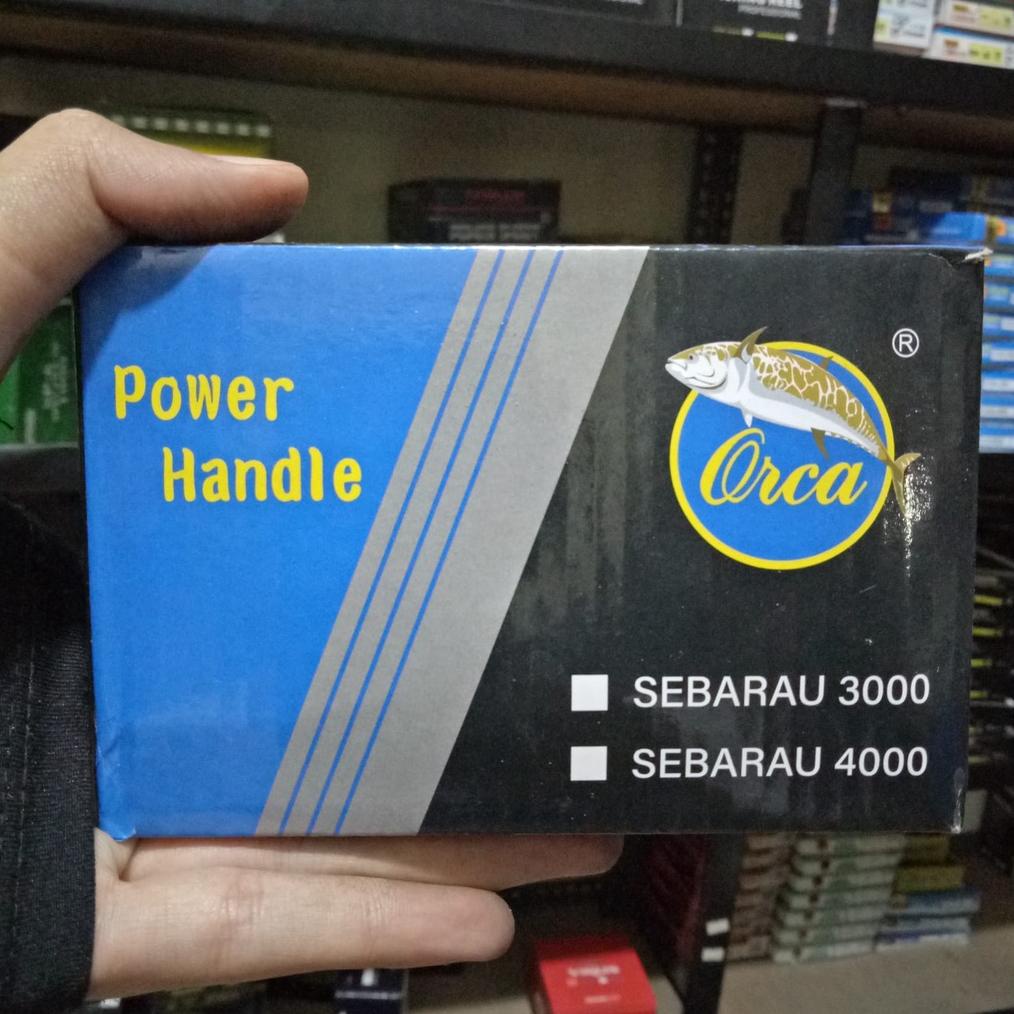 Power
Handle
®
Orca
SEBARAU 3000
SEBARAU 4000